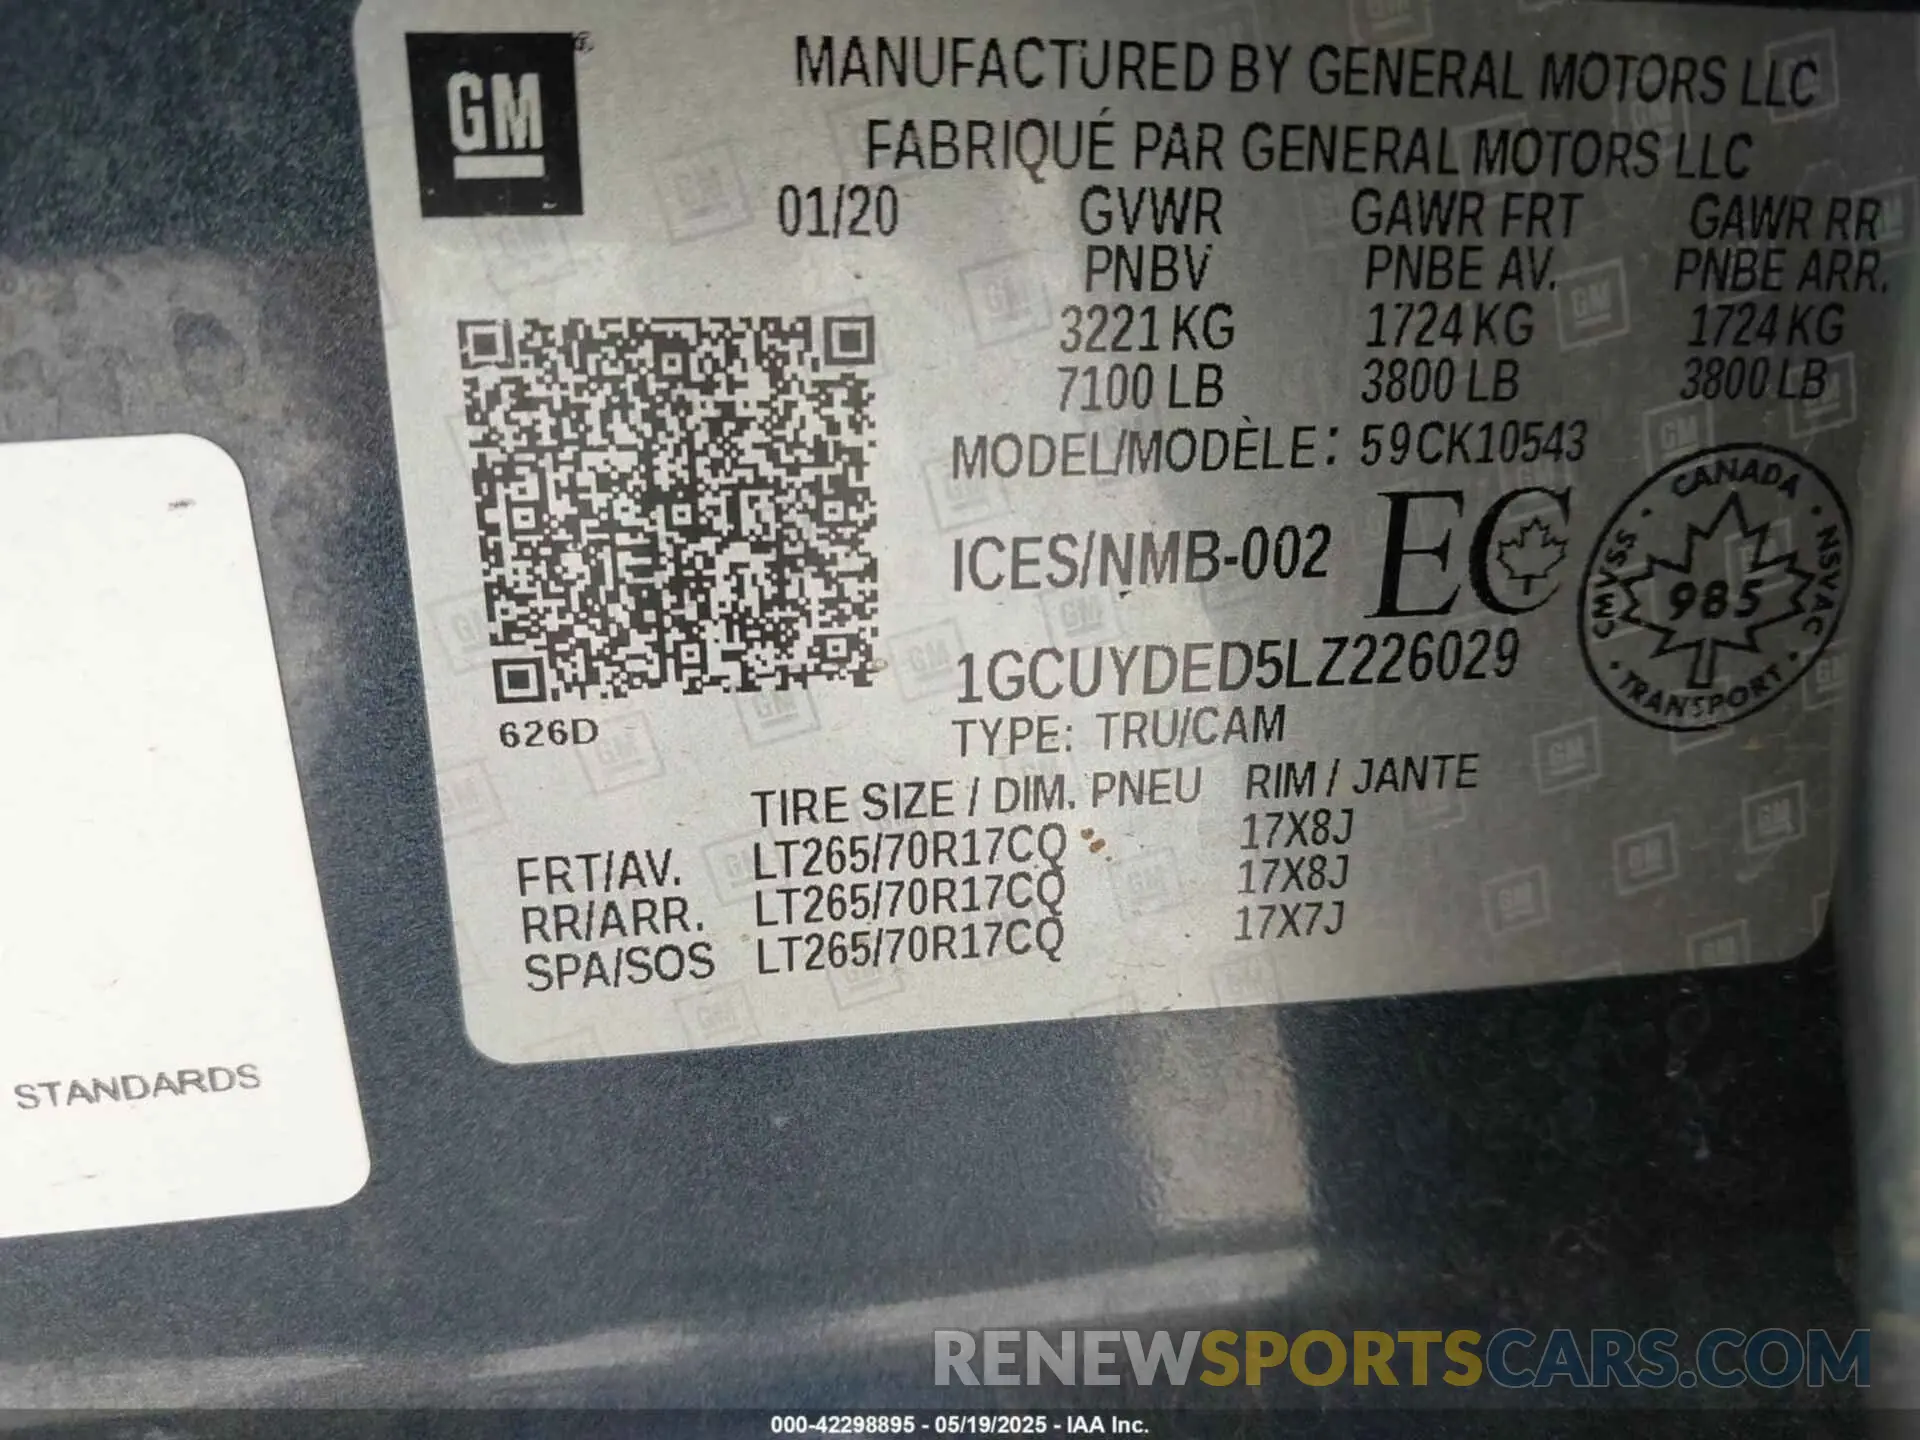 GM
MANUFACTURED BY GENERAL MOTORS LLC
FABRIQUÉ PAR GENERAL MOTORS LLC
01/20 GVWR GAWR FRT GAWR RR
PNBV PNBE AV. PNBE ARR.
3221 KG 1724 KG 1724 KG
7100 LB 3800 LB 3800 LB
MODEL/MODÈLE: 59CK10543
ICES/NMB-002 EC
CANADA · NSVAC · TRANSPORT · CMVSS ·
985
1GCUYDED5LZ226029
626D
TYPE: TRU/CAM
TIRE SIZE / DIM. PNEU RIM / JANTE
FRT/AV. LT265/70R17CQ 17X8J
RR/ARR. LT265/70R17CQ 17X8J
SPA/SOS LT265/70R17CQ 17X7J
STANDARDS
RENEWSPORTSCARS.COM
000-42298895 - 05/19/2025 - IAA Inc.